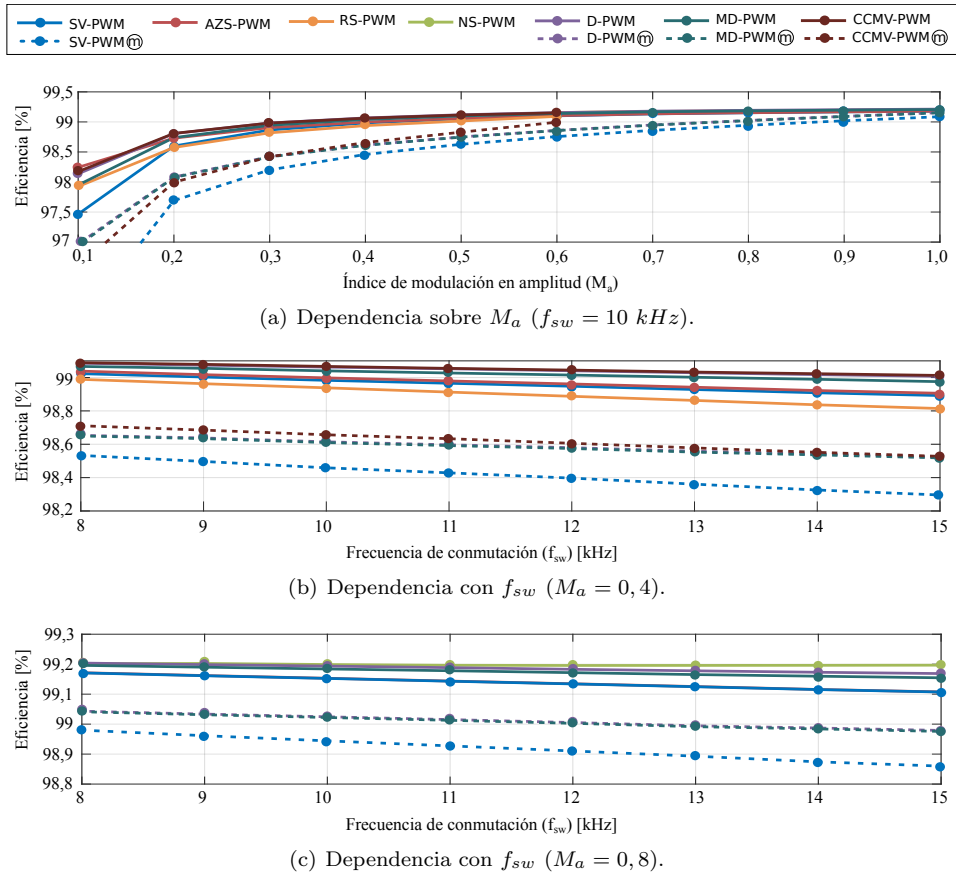 SV-PWM AZS-PWM RS-PWM NS-PWM D-PWM MD-PWM CCMV-PWM
SV-PWMⓜ D-PWMⓜ MD-PWMⓜ CCMV-PWMⓜ
Eficiencia [%]
99,5
99
98,5
98
97,5
97
0,1 0,2 0,3 0,4 0,5 0,6 0,7 0,8 0,9 1,0
Índice de modulación en amplitud (Mₐ)
(a) Dependencia sobre Mₐ (f_sw = 10 kHz).
Eficiencia [%]
99
98,8
98,6
98,4
98,2
8 9 10 11 12 13 14 15
Frecuencia de conmutación (f_sw) [kHz]
(b) Dependencia con f_sw (Mₐ = 0, 4).
Eficiencia [%]
99,3
99,2
99,1
99
98,9
98,8
8 9 10 11 12 13 14 15
Frecuencia de conmutación (f_sw) [kHz]
(c) Dependencia con f_sw (Mₐ = 0, 8).